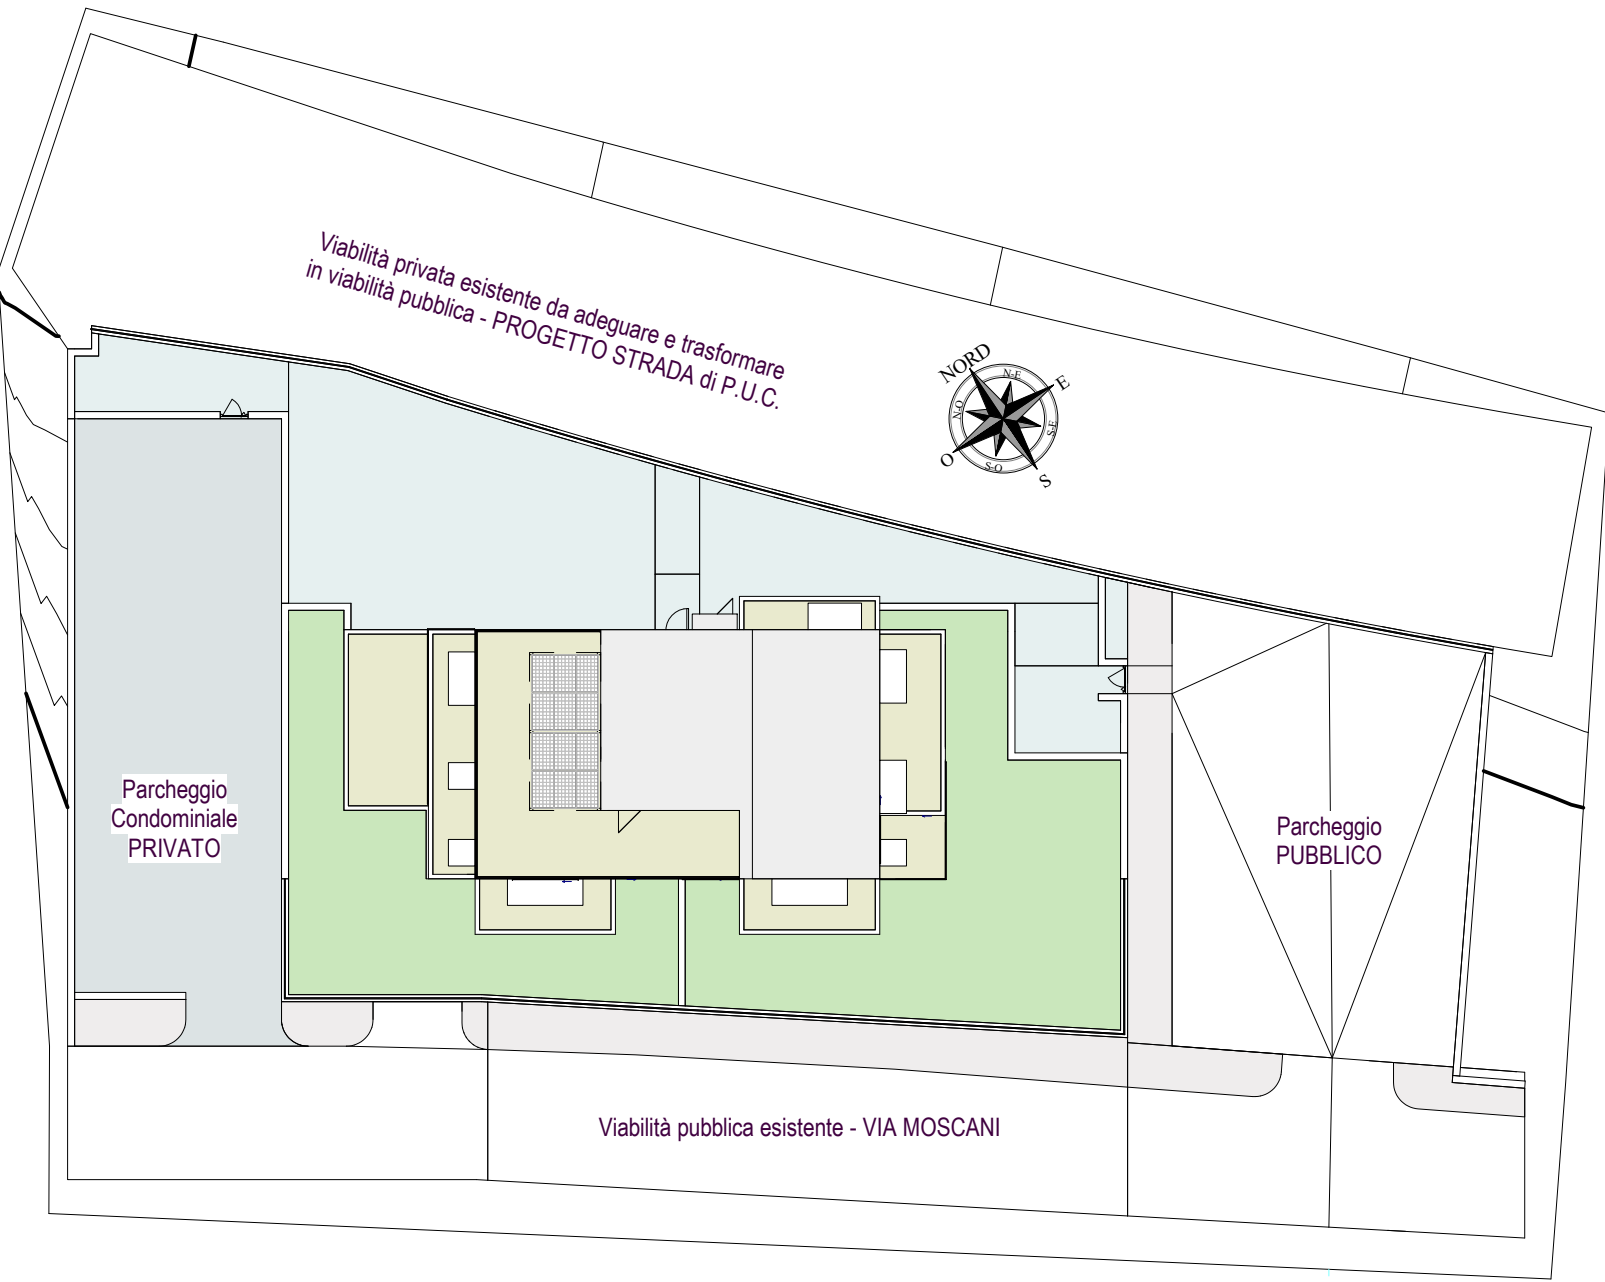 Viabilità privata esistente da adeguare e trasformare
in viabilità pubblica - PROGETTO STRADA di P.U.C.
NORD
N-E
E
N-O
S-E
O
S-O
S
Parcheggio
Condominiale
PRIVATO
Parcheggio
PUBBLICO
Viabilità pubblica esistente - VIA MOSCANI